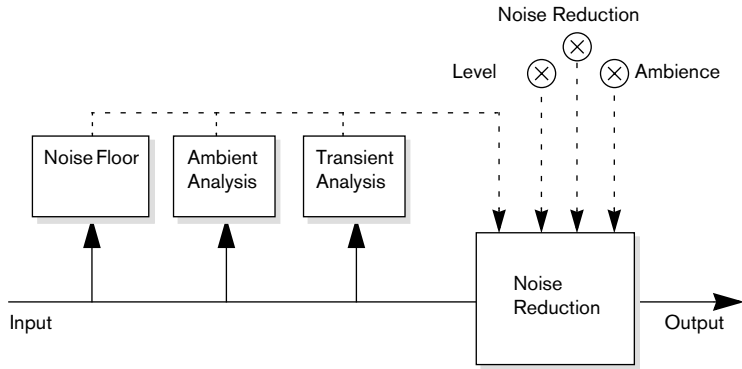 Noise Reduction
Level
Ambience
Noise Floor
Ambient
Analysis
Transient
Analysis
Noise
Reduction
Input
Output